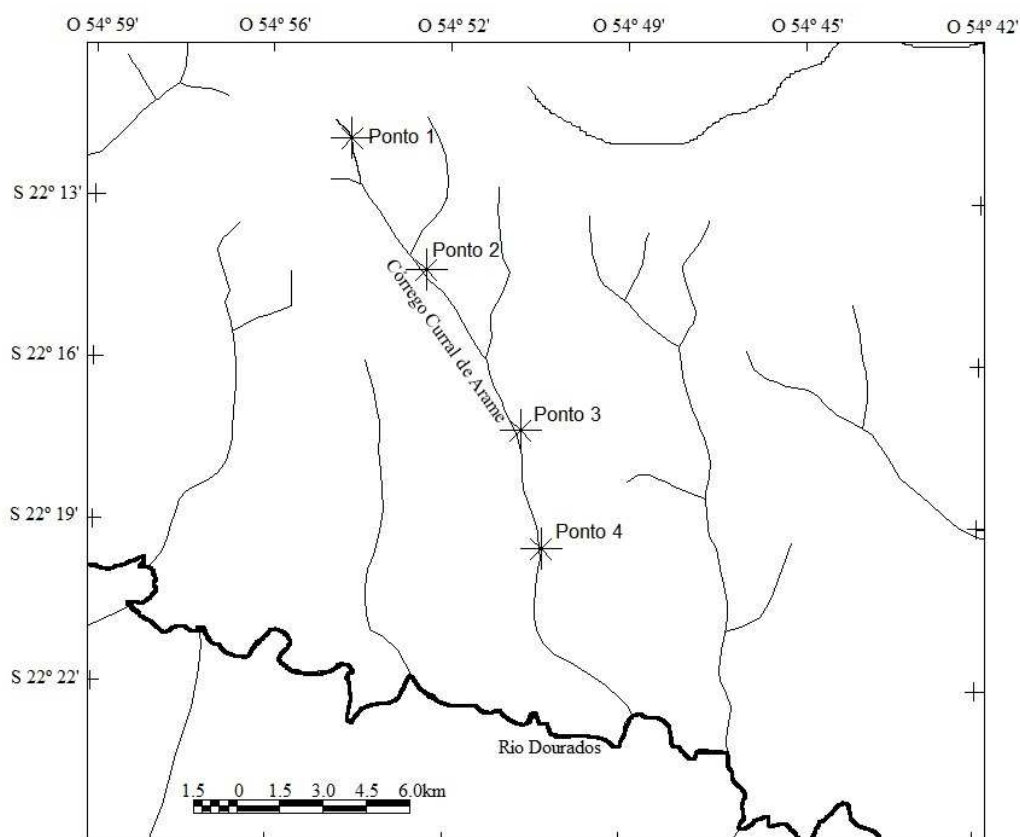 O 54º 59' O 54º 56' O 54º 52' O 54º 49' O 54º 45' O 54º 42'
Ponto 1
S 22º 13'
Ponto 2
Córrego Curral de Arame
S 22º 16'
Ponto 3
S 22º 19'
Ponto 4
S 22º 22'
Rio Dourados
1.5 0 1.5 3.0 4.5 6.0km